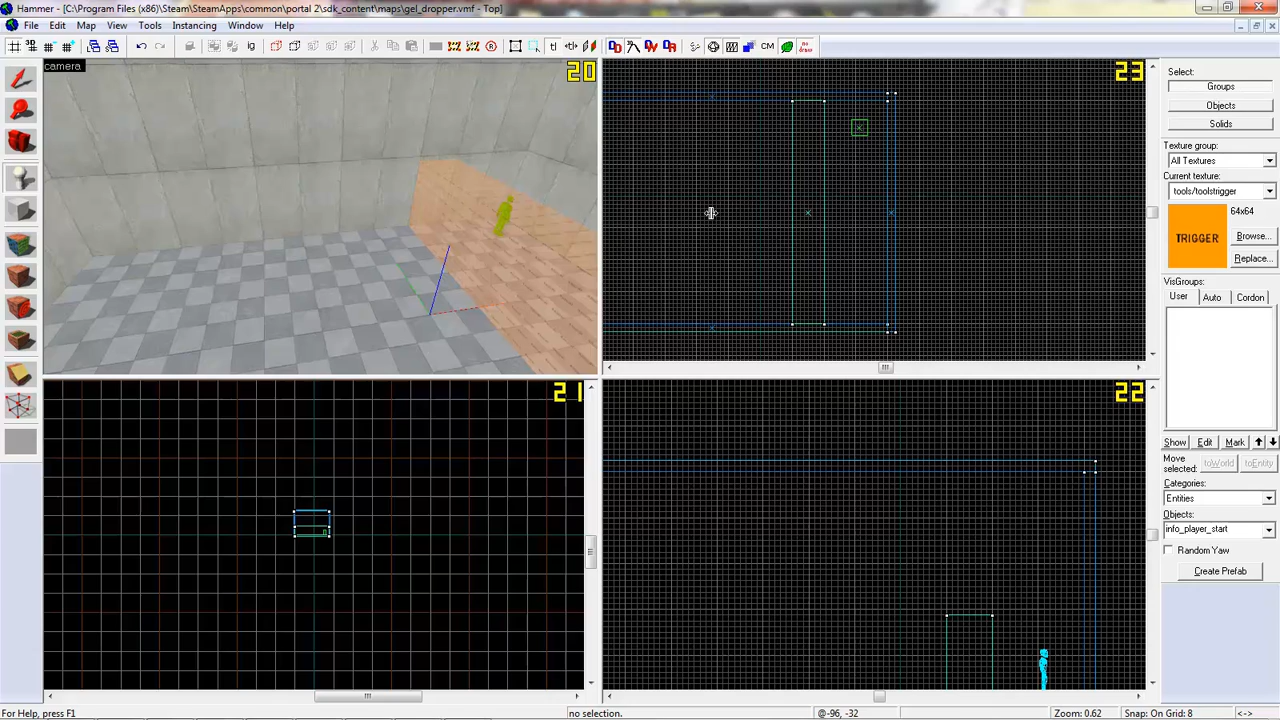 Hammer - [C:\Program Files (x86)\Steam\SteamApps\common\portal 2\sdk_content\maps\gel_dropper.vmf - Top]
File Edit Map View Tools Instancing Window Help
CM
no draw
camera
20
23
21
22
Select:
Groups
Objects
Solids
Texture group:
All Textures
Current texture:
tools/toolstrigger
64x64
TRIGGER
Browse...
Replace...
VisGroups:
User Auto Cordon
Show Edit Mark
Move selected:
toWorld toEntity
Categories:
Entities
Objects:
info_player_start
Random Yaw
Create Prefab
For Help, press F1
no selection.
@-96, -32
Zoom: 0.62
Snap: On Grid: 8
<->